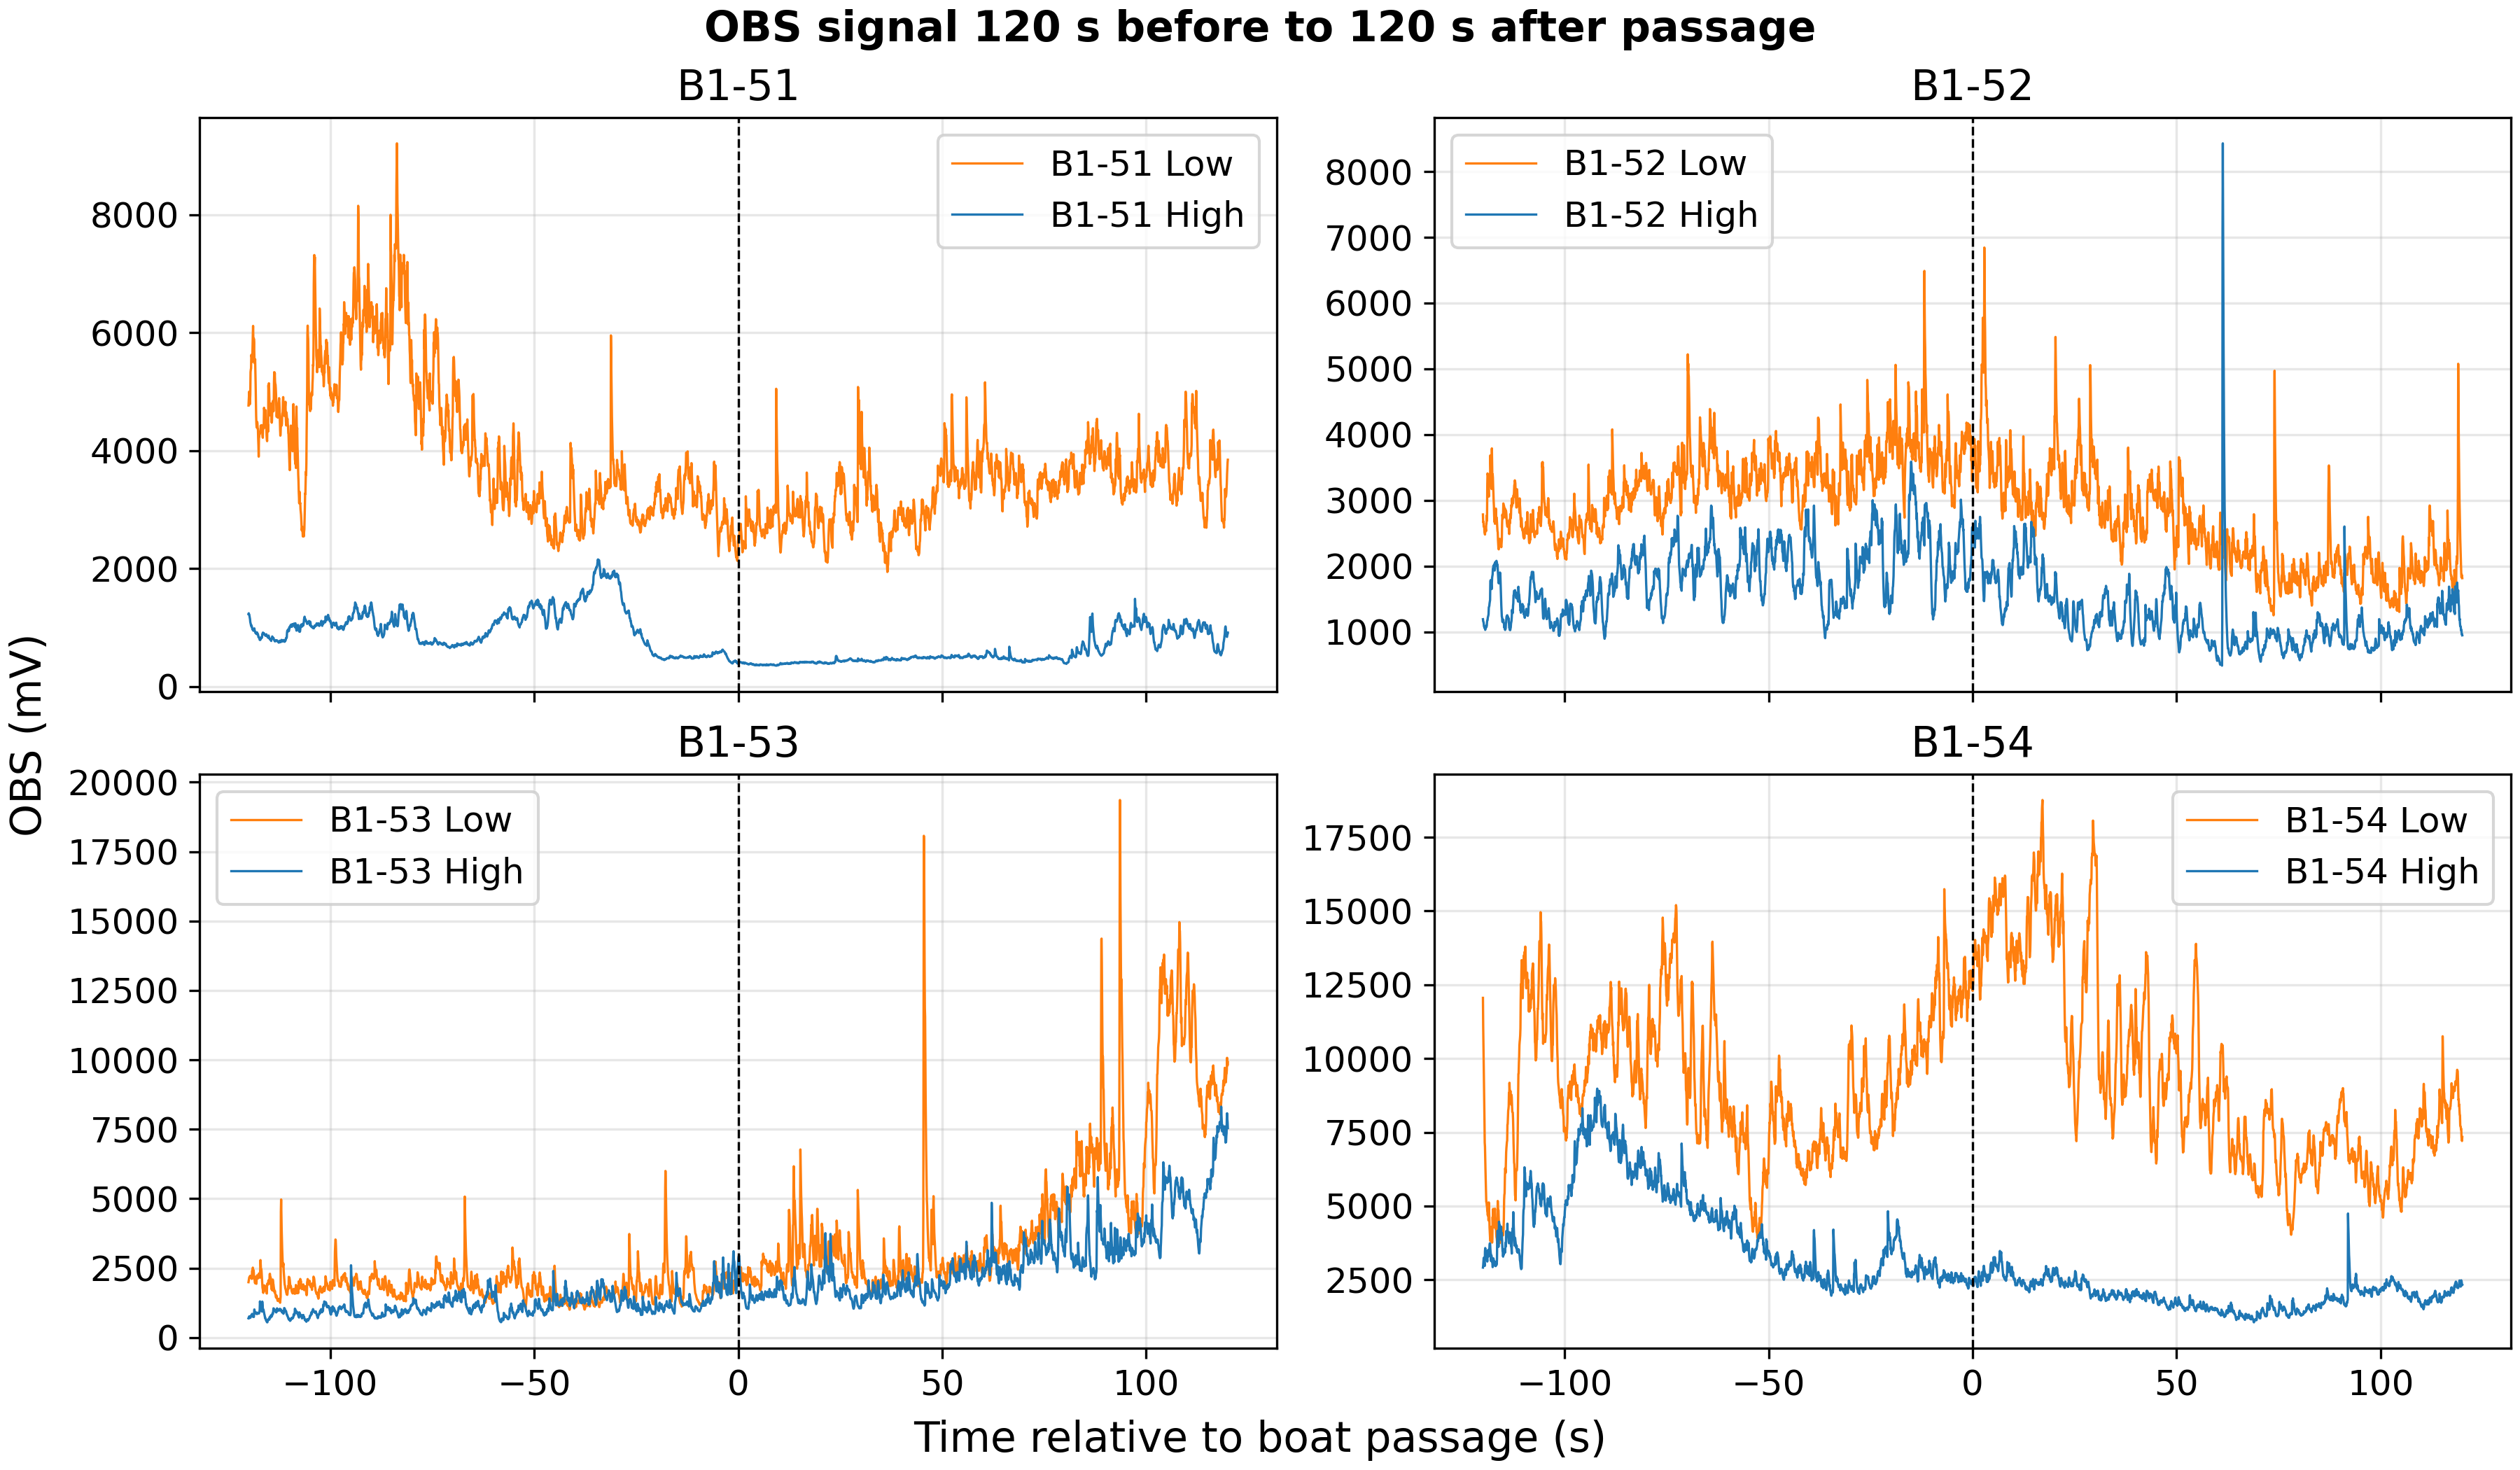 OBS signal 120 s before to 120 s after passage
B1-51
B1-51 Low
B1-51 High
8000
6000
4000
2000
0
B1-52
B1-52 Low
B1-52 High
8000
7000
6000
5000
4000
3000
2000
1000
OBS (mV)
B1-53
B1-53 Low
B1-53 High
20000
17500
15000
12500
10000
7500
5000
2500
0
−100 −50 0 50 100
B1-54
B1-54 Low
B1-54 High
17500
15000
12500
10000
7500
5000
2500
−100 −50 0 50 100
Time relative to boat passage (s)